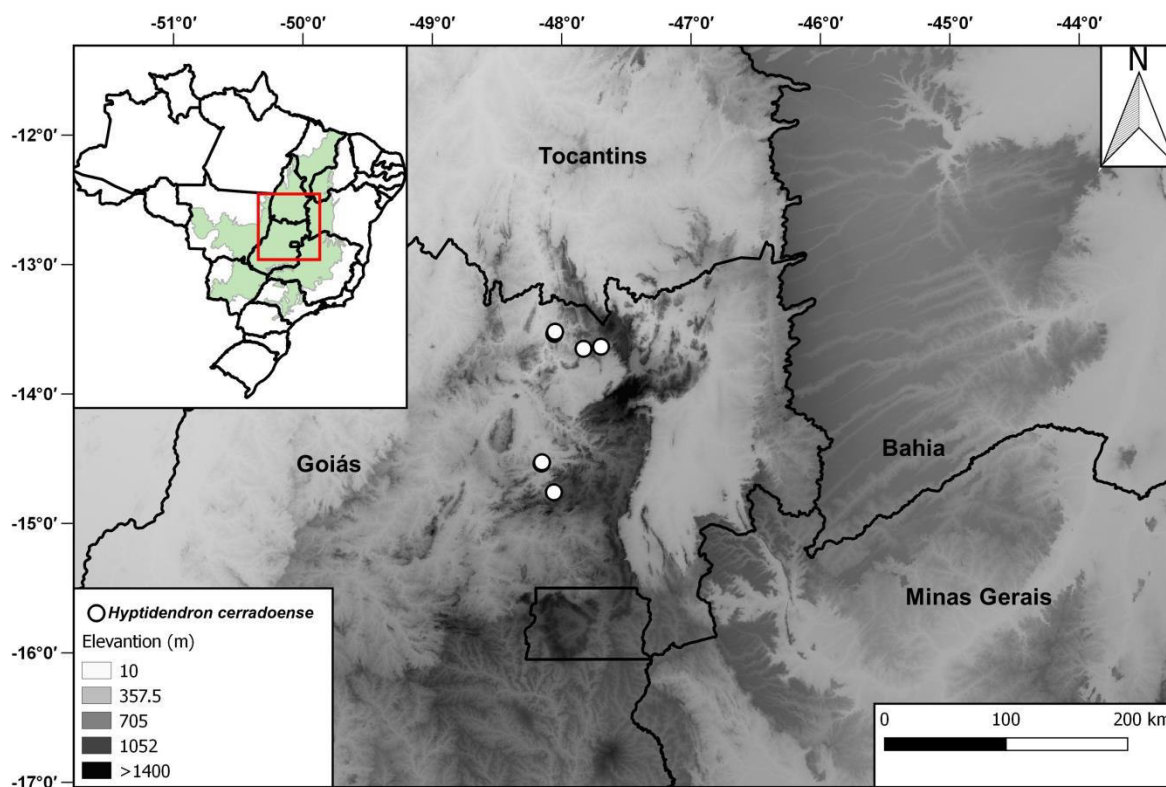 -51°0′ -50°0′ -49°0′ -48°0′ -47°0′ -46°0′ -45°0′ -44°0′
N
-12°0′
Tocantins
-13°0′
-14°0′
Goiás
Bahia
-15°0′
Hyptidendron cerradoense
Elevantion (m)
10
357.5
705
1052
>1400
Minas Gerais
-16°0′
0 100 200 km
-17°0′